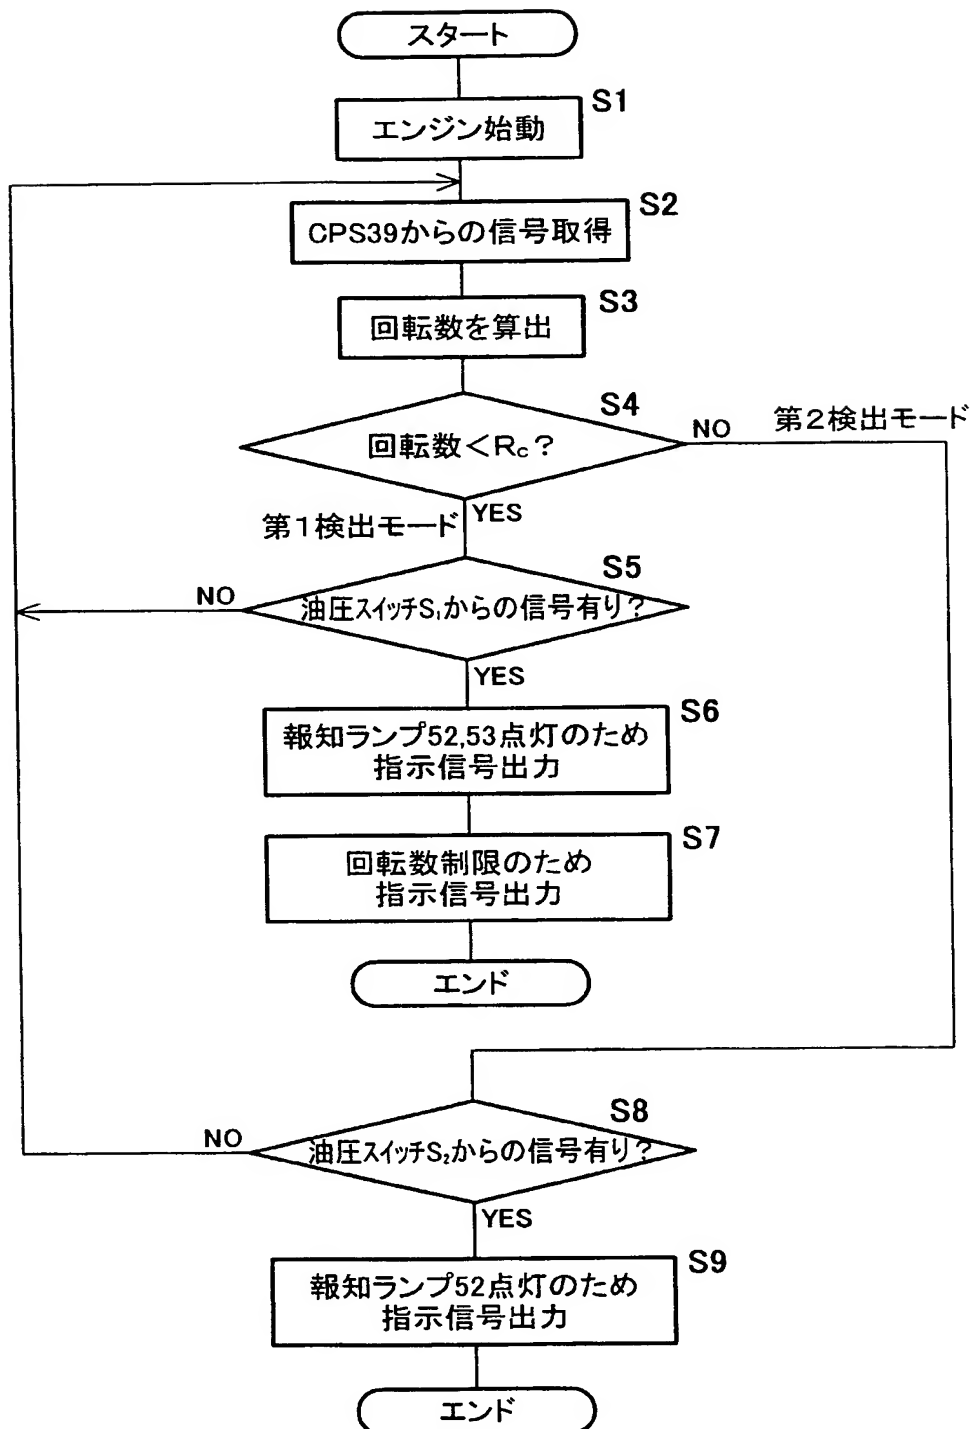 スタート
S1
エンジン始動
S2
CPS39からの信号取得
S3
回転数を算出
S4
回転数＜Rc？
NO
第2検出モード
YES
第1検出モード
S5
NO
油圧スイッチS₁からの信号有り？
YES
S6
報知ランプ52,53点灯のため
指示信号出力
S7
回転数制限のため
指示信号出力
エンド
S8
NO
油圧スイッチS₂からの信号有り？
YES
S9
報知ランプ52点灯のため
指示信号出力
エンド